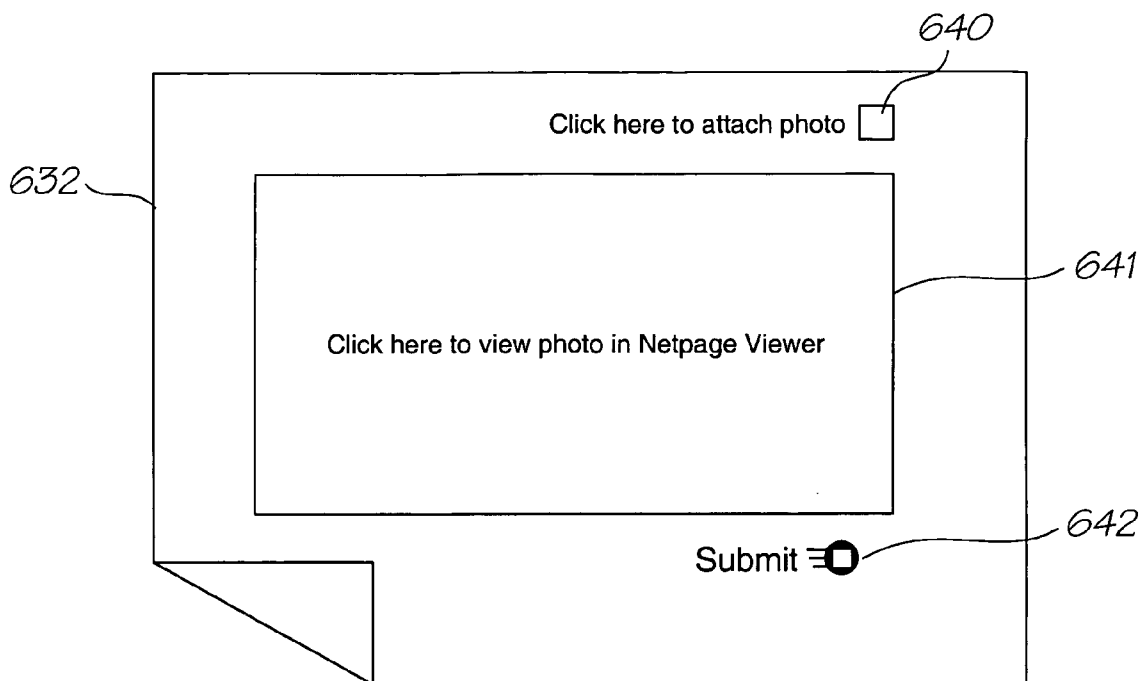 640
Click here to attach photo
632
641
Click here to view photo in Netpage Viewer
642
Submit